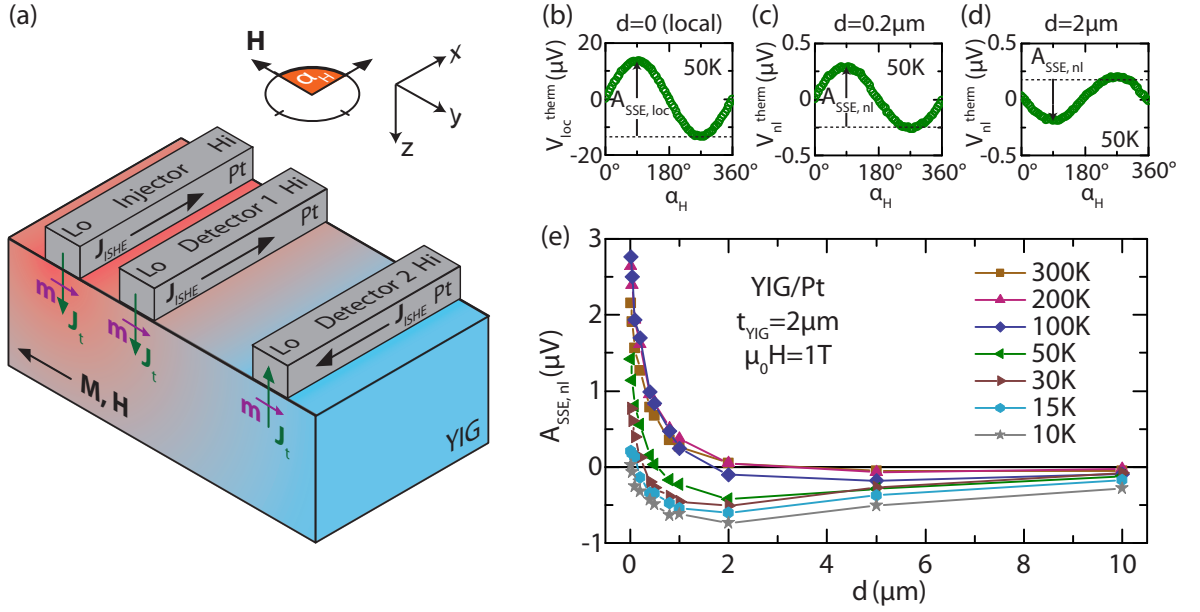 (a)
H
α_H
x
y
z
Lo Injector Hi
Pt
J_ISHE
Lo Detector 1 Hi
Pt
J_ISHE
Lo Detector 2 Hi
Pt
J_ISHE
m
J_t
m
J_t
m
J_t
M, H
YIG
(b)
d=0 (local)
V_loc^therm (µV)
20
0
-20
50K
A_SSE, loc
0 180° 360°
α_H
(c)
d=0.2µm
V_nl^therm (µV)
0.5
0
-0.5
50K
A_SSE, nl
0° 180° 360°
α_H
(d)
d=2µm
V_nl^therm (µV)
0.5
0
-0.5
A_SSE, nl
50K
0° 180° 360°
α_H
(e)
A_SSE, nl (µV)
3
2
1
0
-1
YIG/Pt
t_YIG=2µm
µ₀H=1T
300K
200K
100K
50K
30K
15K
10K
0 2 4 6 8 10
d (µm)